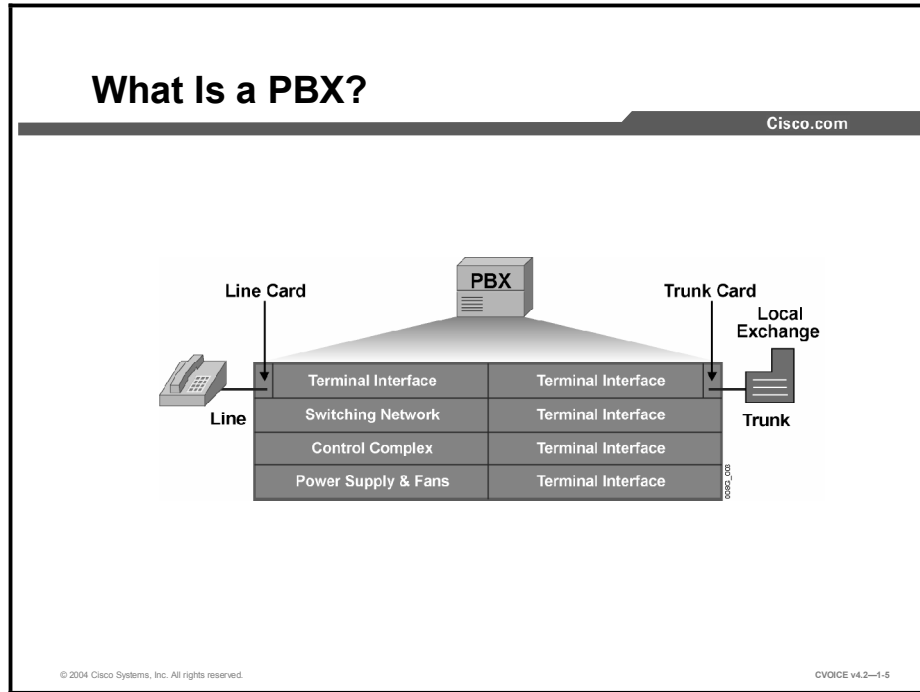 What Is a PBX?
Cisco.com
PBX
Line Card
Trunk Card
Local
Exchange
Terminal Interface
Terminal Interface
Line
Trunk
Switching Network
Terminal Interface
Control Complex
Terminal Interface
Power Supply & Fans
Terminal Interface
© 2004 Cisco Systems, Inc. All rights reserved.
CVOICE v4.2—1-5